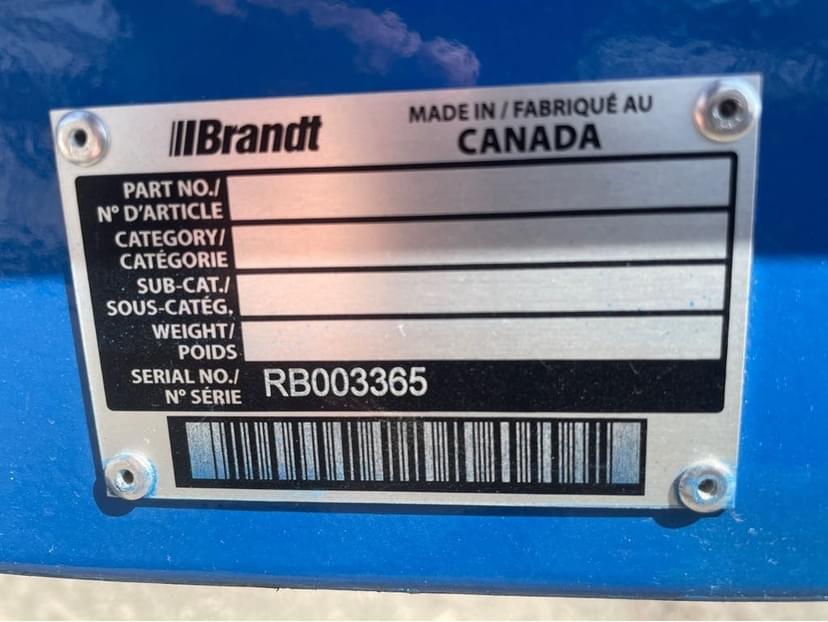 Brandt
MADE IN / FABRIQUÉ AU
CANADA
PART NO./
N° D'ARTICLE
CATEGORY/
CATÉGORIE
SUB-CAT./
SOUS-CATÉG.
WEIGHT/
POIDS
SERIAL NO./
N° SÉRIE
RB003365